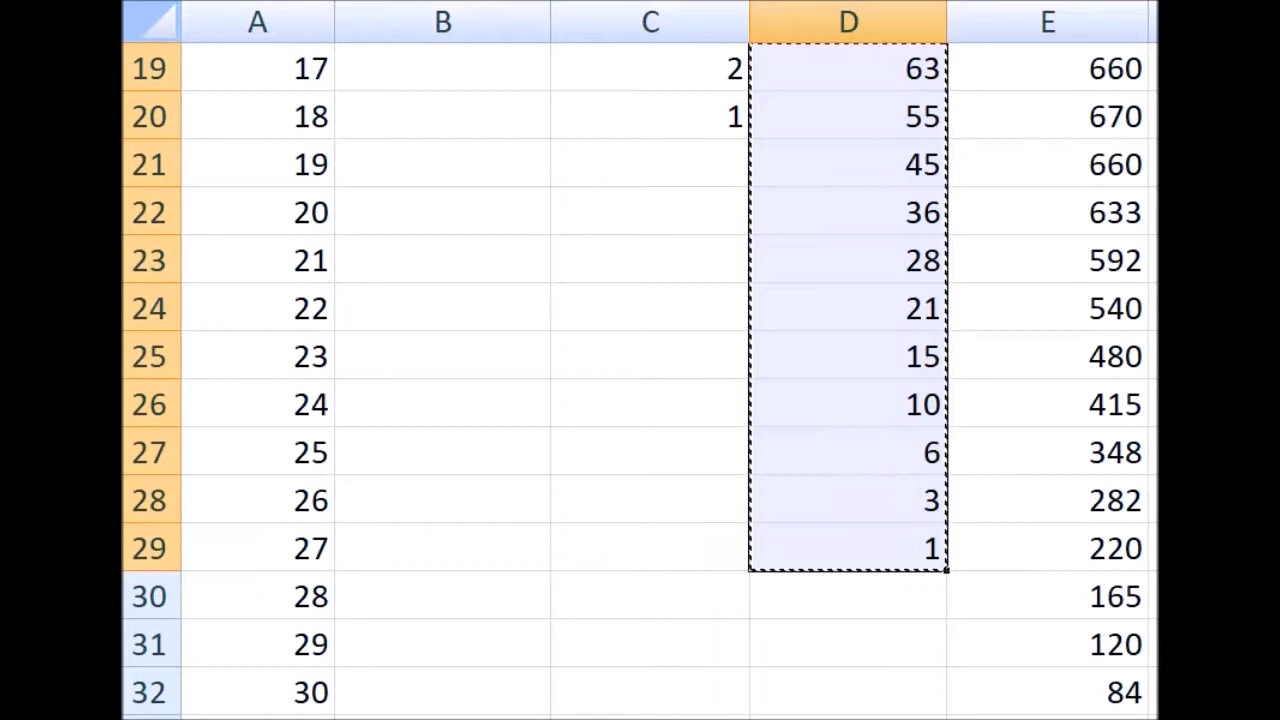 A B C D E
19 17 2 63 660
20 18 1 55 670
21 19 45 660
22 20 36 633
23 21 28 592
24 22 21 540
25 23 15 480
26 24 10 415
27 25 6 348
28 26 3 282
29 27 1 220
30 28 165
31 29 120
32 30 84